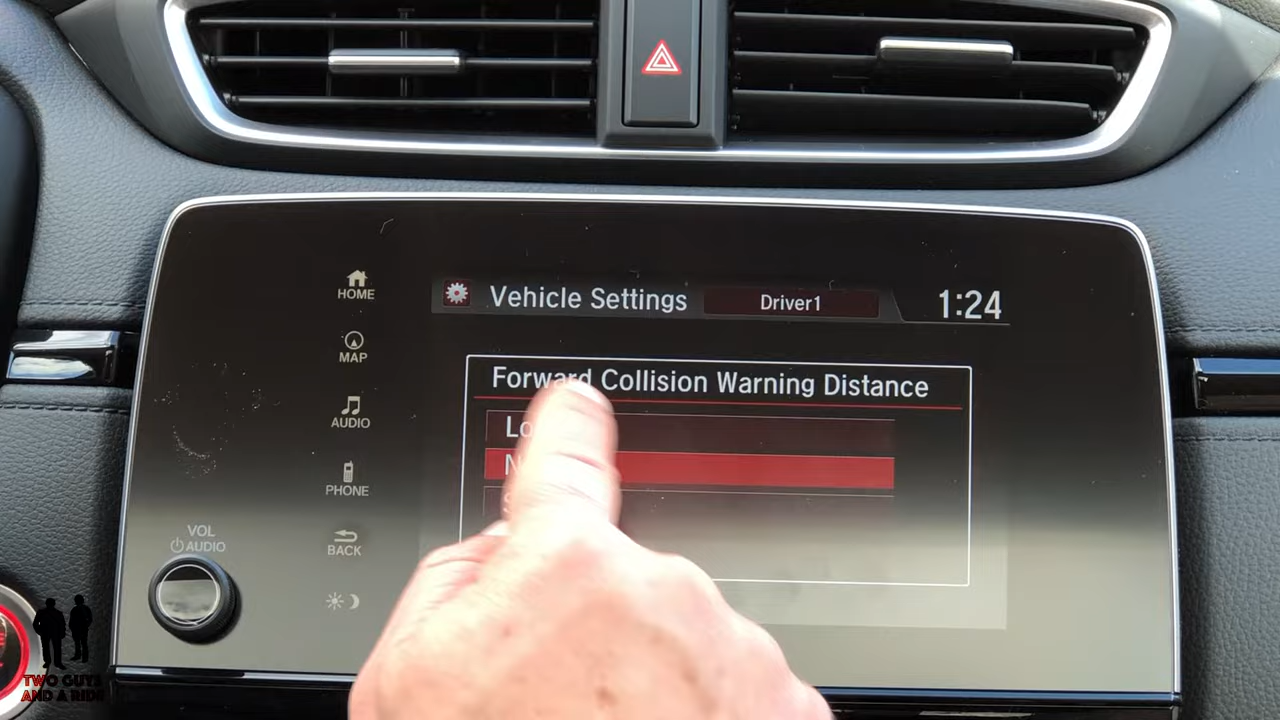 HOME
MAP
AUDIO
PHONE
BACK
VOL
AUDIO
Vehicle Settings
Driver1
1:24
Forward Collision Warning Distance
TWO GUYS
AND A RIDE